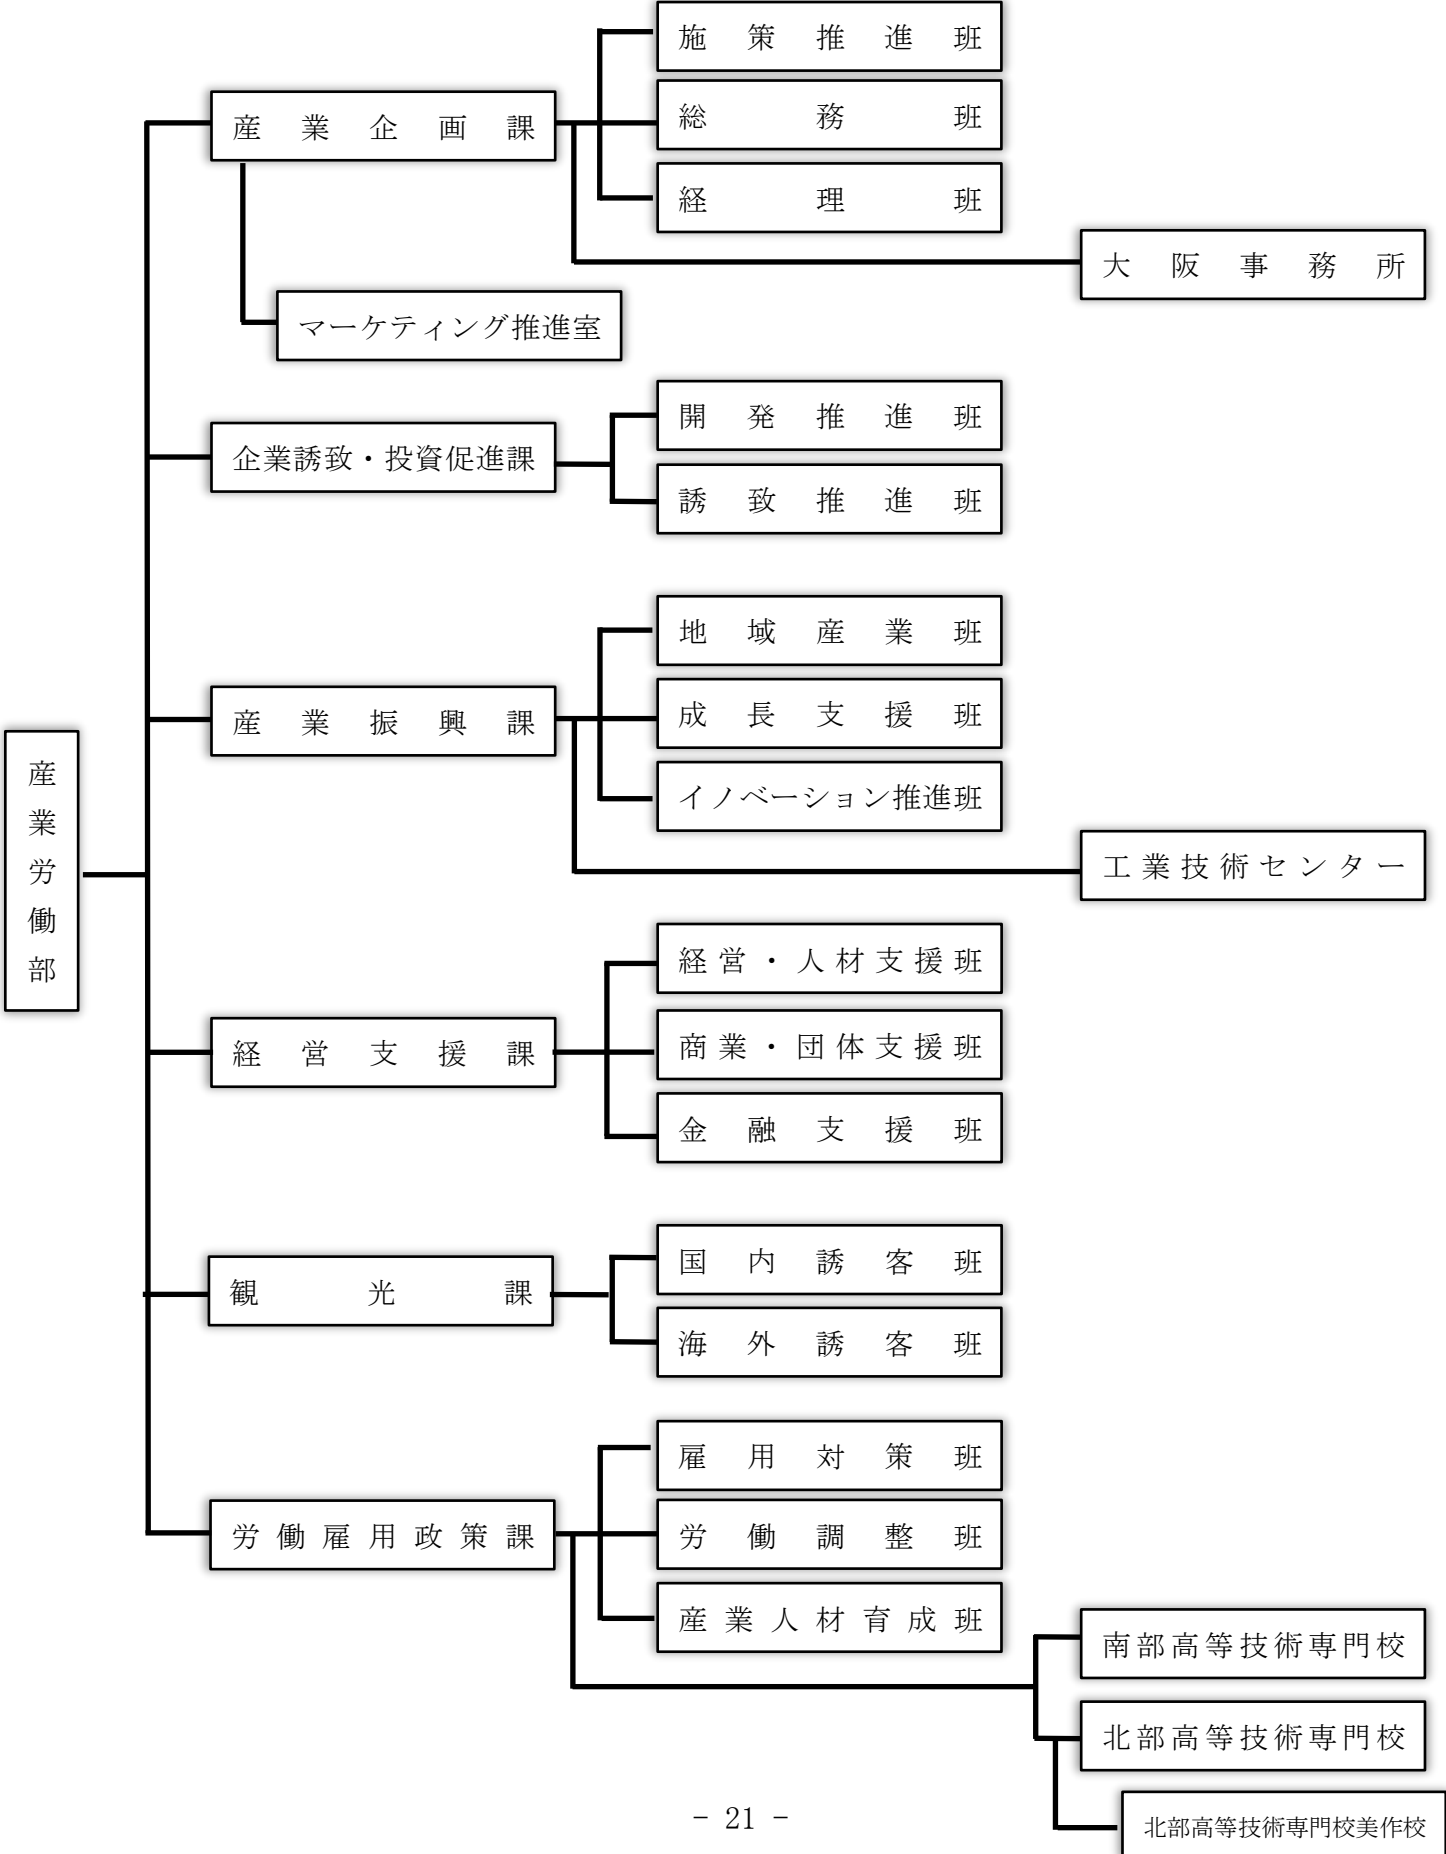 施策推進班
産業企画課
総務班
経理班
大阪事務所
マーケティング推進室
開発推進班
企業誘致・投資促進課
誘致推進班
地域産業班
産業振興課
成長支援班
イノベーション推進班
産業労働部
工業技術センター
経営・人材支援班
経営支援課
商業・団体支援班
金融支援班
国内誘客班
観光課
海外誘客班
雇用対策班
労働雇用政策課
労働調整班
産業人材育成班
南部高等技術専門校
北部高等技術専門校
北部高等技術専門校美作校
- 21 -